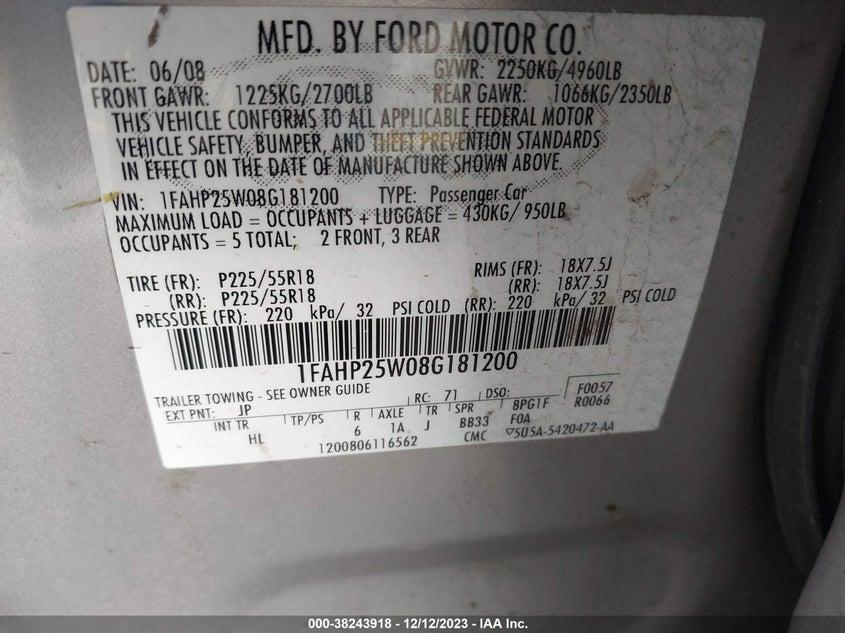 MFD. BY FORD MOTOR CO.
DATE: 06/08 GVWR: 2250KG/4960LB
FRONT GAWR: 1225KG/2700LB REAR GAWR: 1066KG/2350LB
THIS VEHICLE CONFORMS TO ALL APPLICABLE FEDERAL MOTOR
VEHICLE SAFETY, BUMPER, AND THEFT PREVENTION STANDARDS
IN EFFECT ON THE DATE OF MANUFACTURE SHOWN ABOVE.
VIN: 1FAHP25W08G181200 TYPE: Passenger Car
MAXIMUM LOAD = OCCUPANTS + LUGGAGE = 430KG/ 950LB
OCCUPANTS = 5 TOTAL; 2 FRONT, 3 REAR
TIRE (FR): P225/55R18 RIMS (FR): 18X7.5J
(RR): P225/55R18 (RR): 18X7.5J
PRESSURE (FR): 220 kPa/ 32 PSI COLD (RR): 220 kPa/ 32 PSI COLD
1FAHP25W08G181200
TRAILER TOWING - SEE OWNER GUIDE RC: 71 DSO: F0057
EXT PNT: JP R0066
INT TR TP/PS R AXLE TR SPR 8PG1F
HL 6 1A J BB33 FOA
1200806116562 CMC 5U5A-5420472-AA
000-38243918 - 12/12/2023 - IAA Inc.